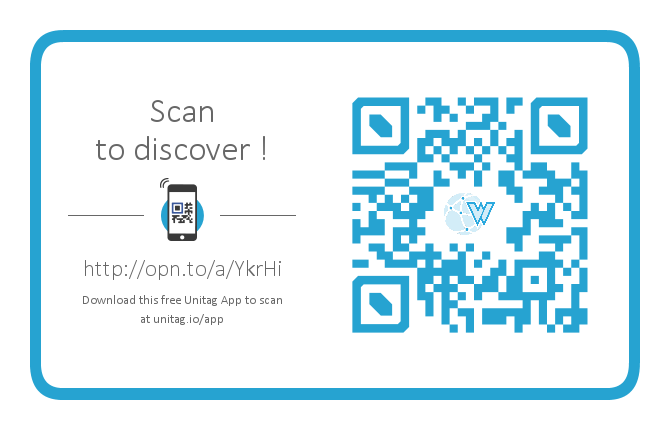 Scan
to discover !
http://opn.to/a/YkrHi
Download this free Unitag App to scan
at unitag.io/app
W